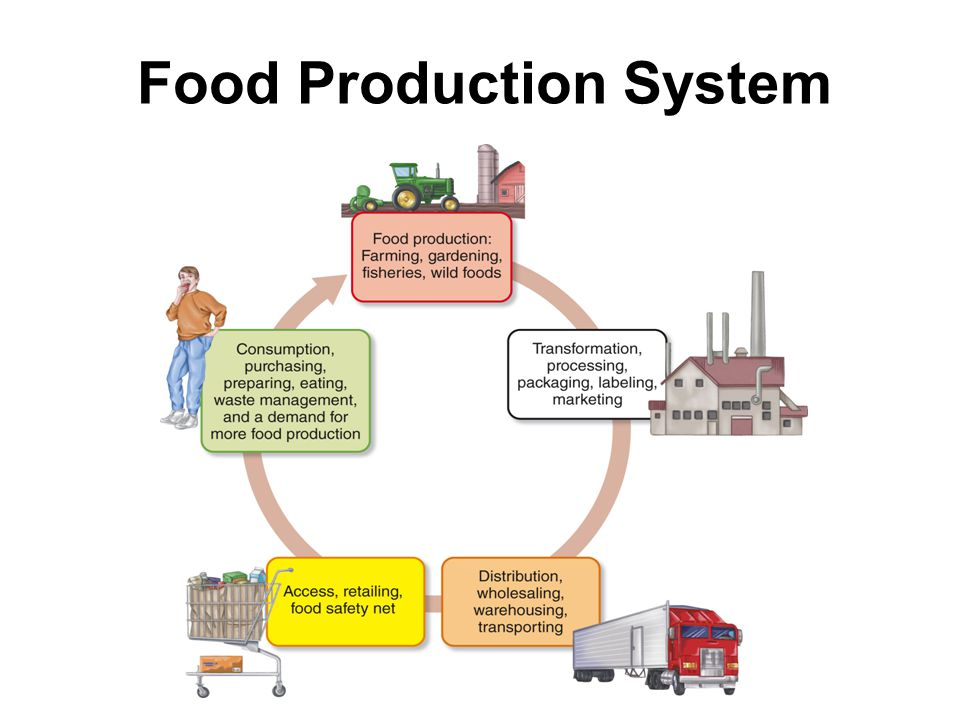 Food Production System
Food production:
Farming, gardening,
fisheries, wild foods
Transformation,
processing,
packaging, labeling,
marketing
Distribution,
wholesaling,
warehousing,
transporting
Access, retailing,
food safety net
Consumption,
purchasing,
preparing, eating,
waste management,
and a demand for
more food production